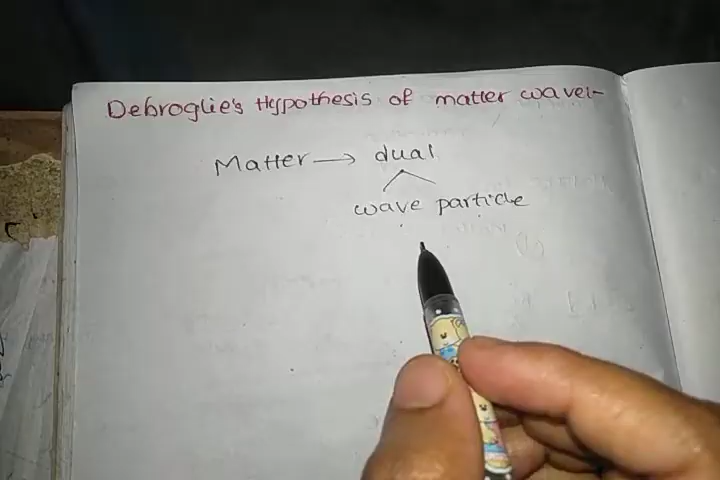 Debroglie's Hypothesis of matter waves-
Matter → dual
wave particle